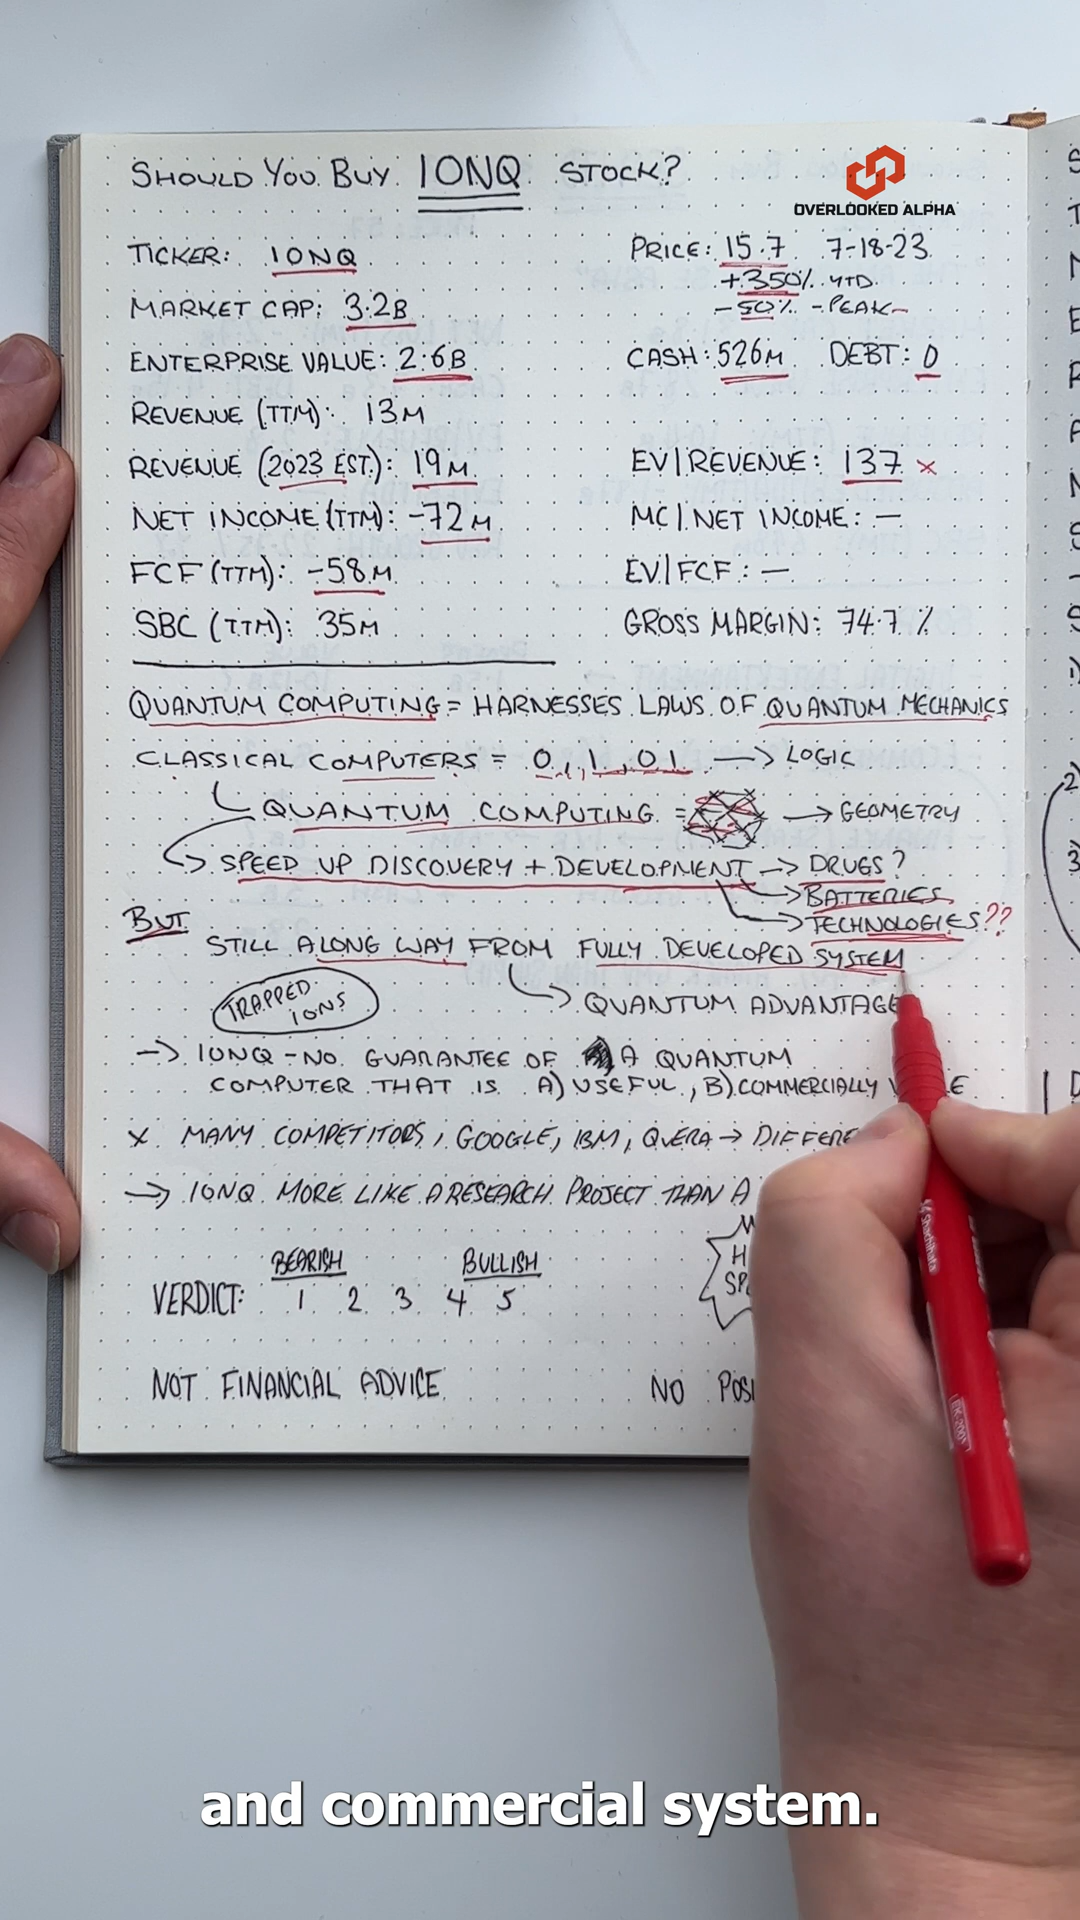 SHOULD YOU BUY IONQ STOCK?
OVERLOOKED ALPHA
TICKER: IONQ
PRICE: 15.7 7-18-23
+350% YTD
-50% - PEAK
MARKET CAP: 3.2B
ENTERPRISE VALUE: 2.6B
CASH: 526M DEBT: 0
REVENUE (TTM): 13M
REVENUE (2023 EST.): 19M
EV/REVENUE: 137 x
NET INCOME (TTM): -72M
MC/NET INCOME: —
FCF (TTM): -58M
EV/FCF: —
SBC (TTM): 35M
GROSS MARGIN: 74.7%
QUANTUM COMPUTING = HARNESSES LAWS OF QUANTUM MECHANICS
CLASSICAL COMPUTERS = 0, 1, 01 → LOGIC
QUANTUM COMPUTING = → GEOMETRY
→ SPEED UP DISCOVERY + DEVELOPMENT → DRUGS?
→ BATTERIES
→ TECHNOLOGIES??
BUT
STILL A LONG WAY FROM FULLY DEVELOPED SYSTEM
TRAPPED IONS
→ QUANTUM ADVANTAGE
→ IONQ - NO GUARANTEE OF A QUANTUM
COMPUTER THAT IS A) USEFUL, B) COMMERCIALLY
x MANY COMPETITORS, GOOGLE, IBM, QUERA →
→ IONQ MORE LIKE A RESEARCH PROJECT THAN A
BEARISH BULLISH
VERDICT: 1 2 3 4 5
NOT FINANCIAL ADVICE
NO
Shachihata
and commercial system.